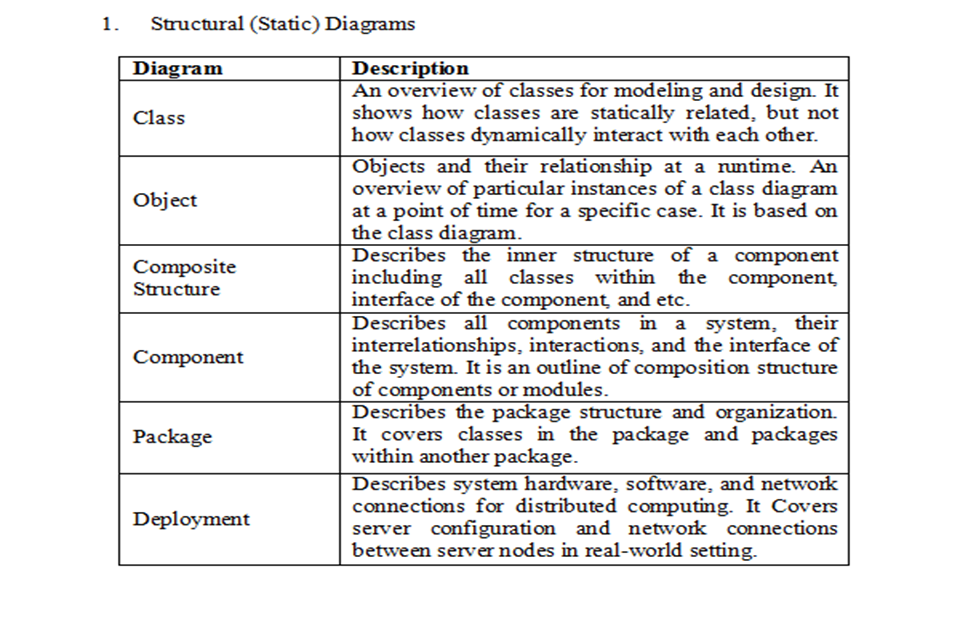 1. Structural (Static) Diagrams
Diagram Description
An overview of classes for modeling and design. It
Class shows how classes are statically related, but not
how classes dynamically interact with each other.
Objects and their relationship at a runtime. An
overview of particular instances of a class diagram
Object at a point of time for a specific case. It is based on
the class diagram.
Composite Describes the inner structure of a component
Structure including all classes within the component,
interface of the component, and etc.
Describes all components in a system, their
interrelationships, interactions, and the interface of
Component the system. It is an outline of composition structure
of components or modules.
Describes the package structure and organization.
Package It covers classes in the package and packages
within another package.
Describes system hardware, software, and network
connections for distributed computing. It Covers
Deployment server configuration and network connections
between server nodes in real-world setting.